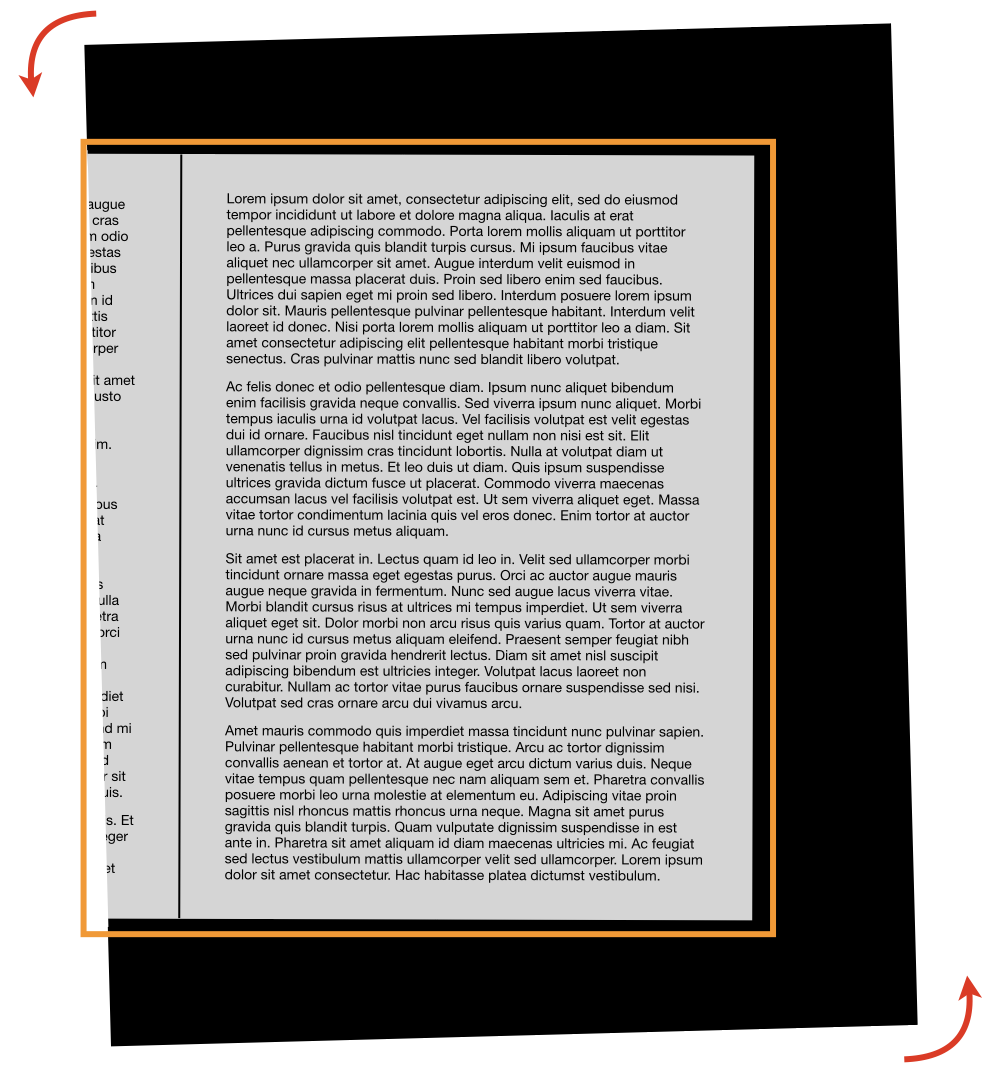 augue
cras
odio
id
amet
mi
sit
Et
Lorem ipsum dolor sit amet, consectetur adipiscing elit, sed do eiusmod
tempor incididunt ut labore et dolore magna aliqua. Iaculis at erat
pellentesque adipiscing commodo. Porta lorem mollis aliquam ut porttitor
leo a. Purus gravida quis blandit turpis cursus. Mi ipsum faucibus vitae
aliquet nec ullamcorper sit amet. Augue interdum velit euismod in
pellentesque massa placerat duis. Proin sed libero enim sed faucibus.
Ultrices dui sapien eget mi proin sed libero. Interdum posuere lorem ipsum
dolor sit. Mauris pellentesque pulvinar pellentesque habitant. Interdum velit
laoreet id donec. Nisi porta lorem mollis aliquam ut porttitor leo a diam. Sit
amet consectetur adipiscing elit pellentesque habitant morbi tristique
senectus. Cras pulvinar mattis nunc sed blandit libero volutpat.
Ac felis donec et odio pellentesque diam. Ipsum nunc aliquet bibendum
enim facilisis gravida neque convallis. Sed viverra ipsum nunc aliquet. Morbi
tempus iaculis urna id volutpat lacus. Vel facilisis volutpat est velit egestas
dui id ornare. Faucibus nisl tincidunt eget nullam non nisi est sit. Elit
ullamcorper dignissim cras tincidunt lobortis. Nulla at volutpat diam ut
venenatis tellus in metus. Et leo duis ut diam. Quis ipsum suspendisse
ultrices gravida dictum fusce ut placerat. Commodo viverra maecenas
accumsan lacus vel facilisis volutpat est. Ut sem viverra aliquet eget. Massa
vitae tortor condimentum lacinia quis vel eros donec. Enim tortor at auctor
urna nunc id cursus metus aliquam.
Sit amet est placerat in. Lectus quam id leo in. Velit sed ullamcorper morbi
tincidunt ornare massa eget egestas purus. Orci ac auctor augue mauris
augue neque gravida in fermentum. Nunc sed augue lacus viverra vitae.
Morbi blandit cursus risus at ultrices mi tempus imperdiet. Ut sem viverra
aliquet eget sit. Dolor morbi non arcu risus quis varius quam. Tortor at auctor
urna nunc id cursus metus aliquam eleifend. Praesent semper feugiat nibh
sed pulvinar proin gravida hendrerit lectus. Diam sit amet nisl suscipit
adipiscing bibendum est ultricies integer. Volutpat lacus laoreet non
curabitur. Nullam ac tortor vitae purus faucibus ornare suspendisse sed nisi.
Volutpat sed cras ornare arcu dui vivamus arcu.
Amet mauris commodo quis imperdiet massa tincidunt nunc pulvinar sapien.
Pulvinar pellentesque habitant morbi tristique. Arcu ac tortor dignissim
convallis aenean et tortor at. At augue eget arcu dictum varius duis. Neque
vitae tempus quam pellentesque nec nam aliquam sem et. Pharetra convallis
posuere morbi leo urna molestie at elementum eu. Adipiscing vitae proin
sagittis nisl rhoncus mattis rhoncus urna neque. Magna sit amet purus
gravida quis blandit turpis. Quam vulputate dignissim suspendisse in est
ante in. Pharetra sit amet aliquam id diam maecenas ultricies mi. Ac feugiat
sed lectus vestibulum mattis ullamcorper velit sed ullamcorper. Lorem ipsum
dolor sit amet consectetur. Hac habitasse platea dictumst vestibulum.